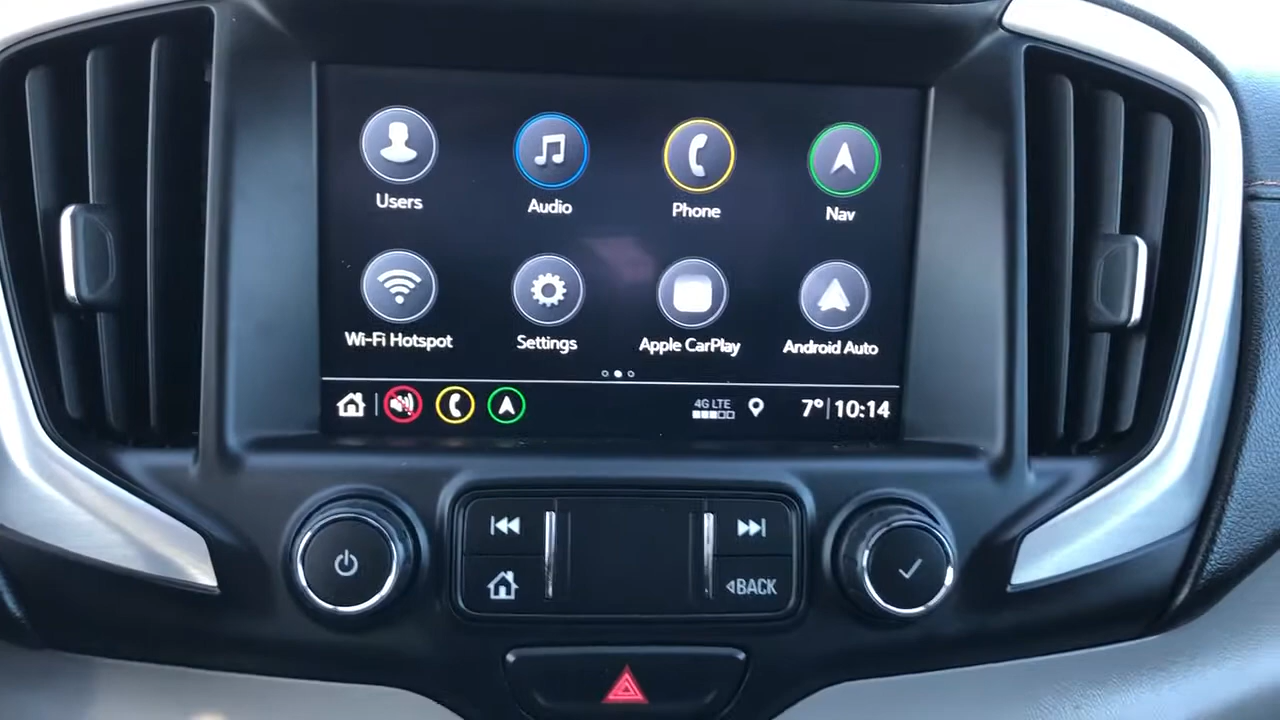 Users
Audio
Phone
Nav
Wi-Fi Hotspot
Settings
Apple CarPlay
Android Auto
4G LTE
7° 10:14
BACK